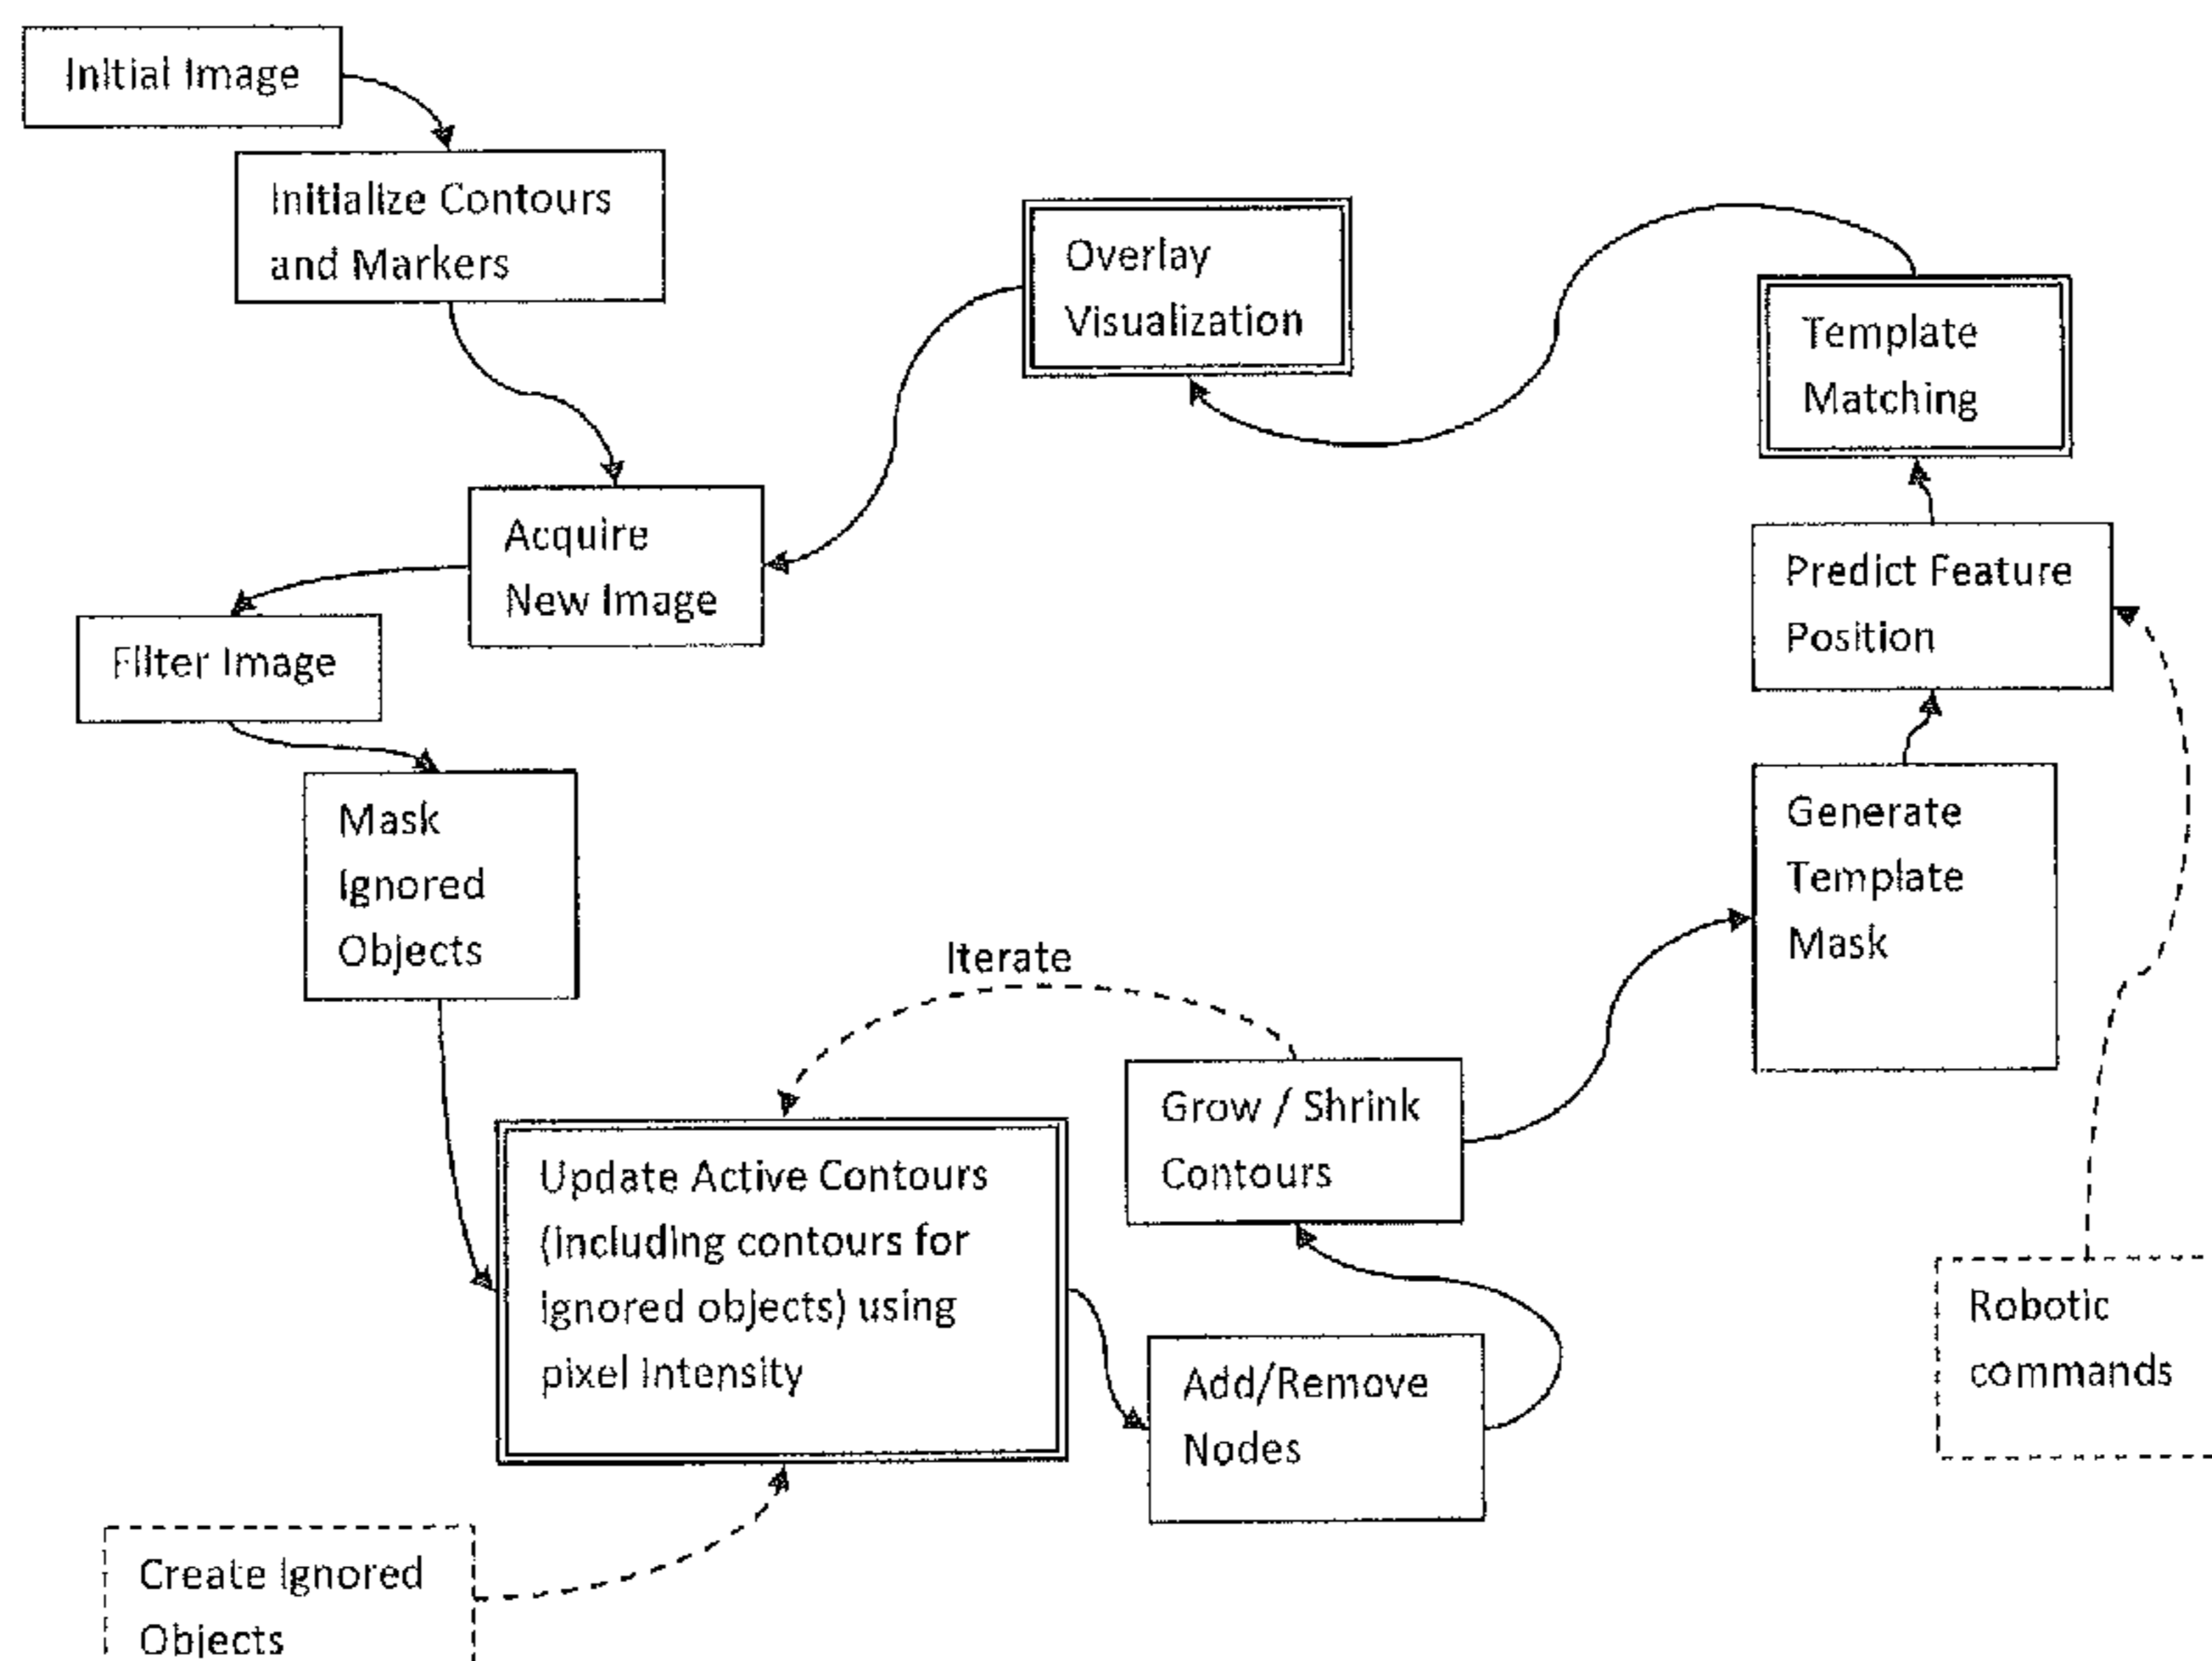 Initial Image
Initialize Contours
and Markers
Overlay
Visualization
Template
Matching
Acquire
New Image
Predict Feature
Position
Filter Image
Mask
Ignored
Objects
Generate
Template
Mask
Iterate
Grow / Shrink
Contours
Update Active Contours
(including contours for
ignored objects) using
pixel intensity
Add/Remove
Nodes
Robotic
commands
Create Ignored
Objects